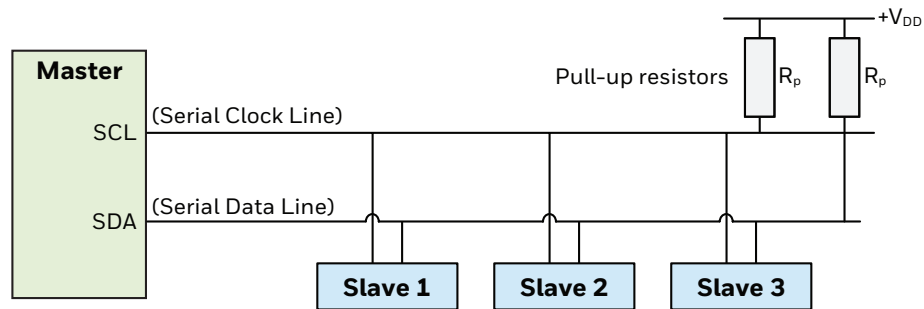 +VDD
Master
Pull-up resistors Rp Rp
(Serial Clock Line)
SCL
(Serial Data Line)
SDA
Slave 1 Slave 2 Slave 3